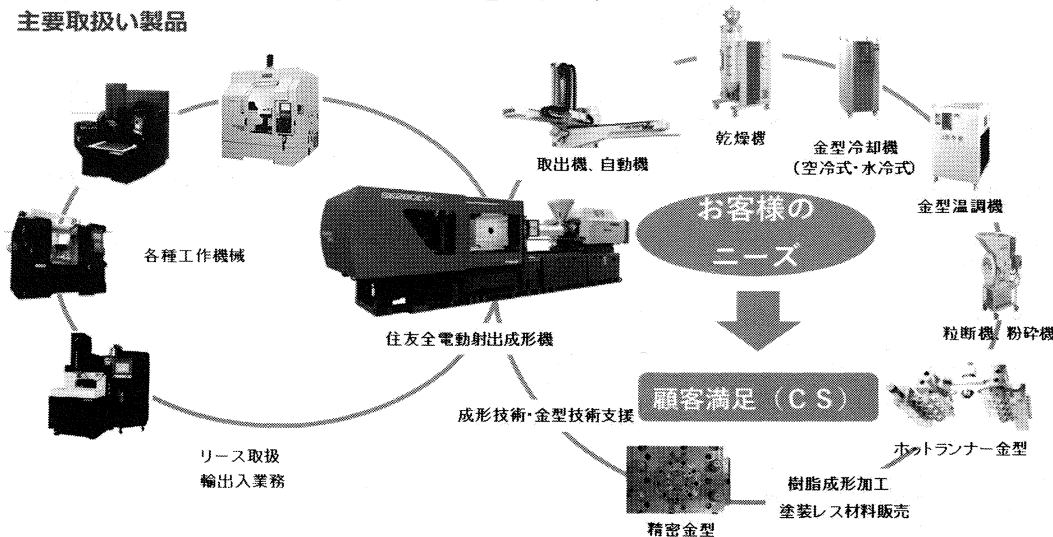 主要取扱い製品
乾燥機
取出機、自動機
金型冷却機
(空冷式・水冷式)
金型温調機
お客様の
ニーズ
各種工作機械
粒断機、粉砕機
住友全電動射出成形機
顧客満足（ＣＳ）
成形技術・金型技術支援
ホットランナー金型
リース取扱
輸出入業務
樹脂成形加工
塗装レス材料販売
精密金型